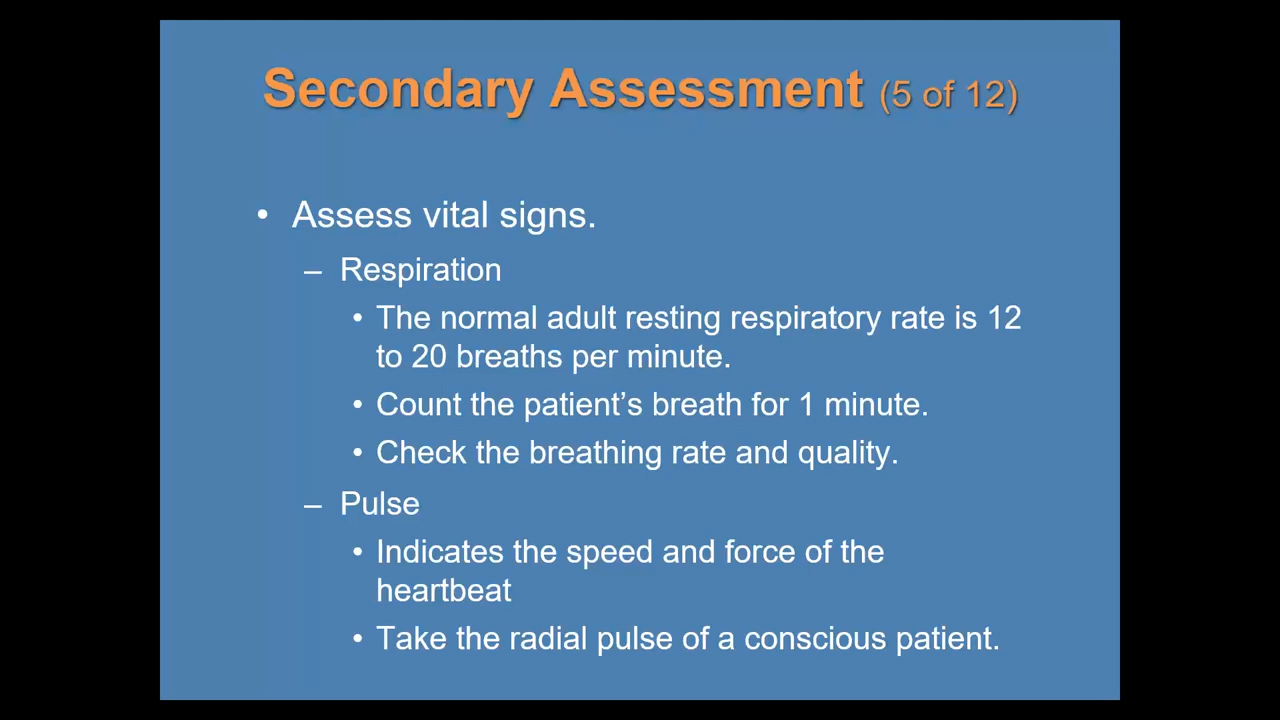 Secondary Assessment (5 of 12)
• Assess vital signs.
– Respiration
• The normal adult resting respiratory rate is 12
to 20 breaths per minute.
• Count the patient’s breath for 1 minute.
• Check the breathing rate and quality.
– Pulse
• Indicates the speed and force of the
heartbeat
• Take the radial pulse of a conscious patient.